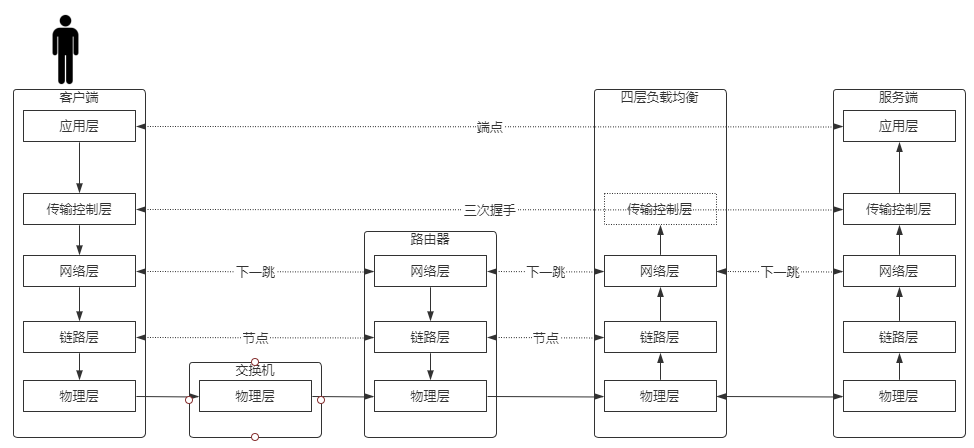 客户端
四层负载均衡
服务端
应用层
端点
应用层
传输控制层
三次握手
传输控制层
传输控制层
路由器
网络层
下一跳
网络层
下一跳
网络层
下一跳
网络层
链路层
节点
链路层
节点
链路层
链路层
交换机
物理层
物理层
物理层
物理层
物理层